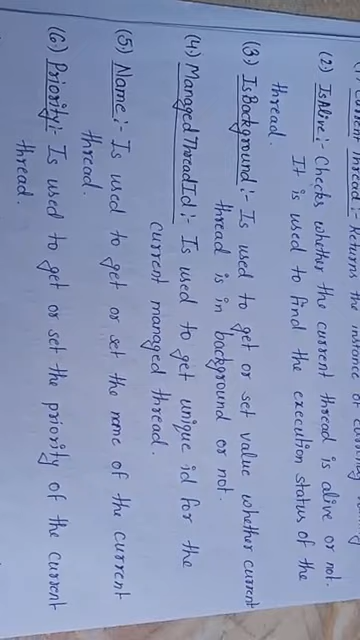 Current Thread:- Returns the instance of
(2) IsAlive:- Checks whether the current thread is alive or not.
It is used to find the execution status of the
thread.
(3) IsBackground:- Is used to get or set value whether current
thread is in background or not.
(4) ManagedThreadId:- Is used to get unique id for the
current managed thread.
(5) Name:- Is used to get or set the name of the current
thread.
(6) Priority:- Is used to get or set the priority of the current
thread.